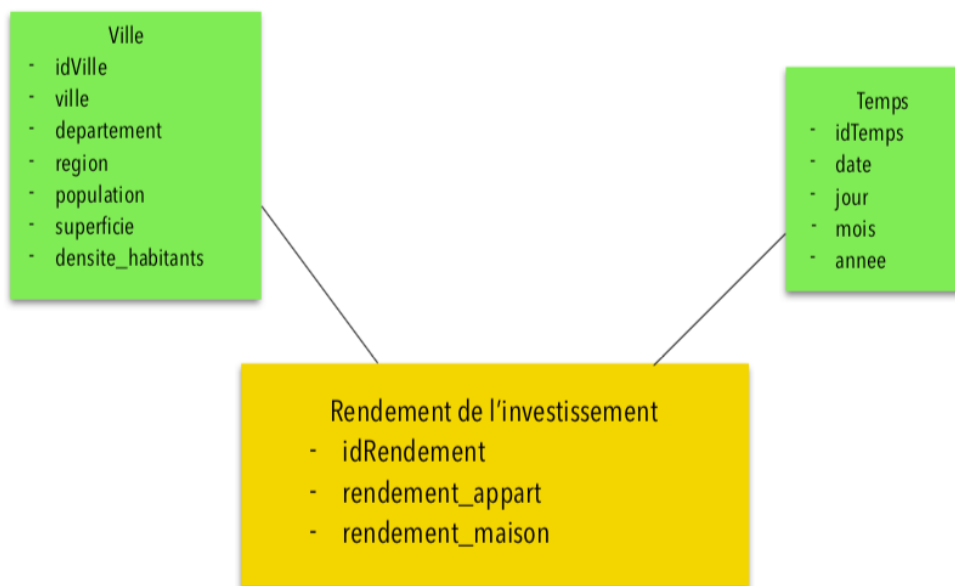 Ville
- idVille
- ville
- departement
- region
- population
- superficie
- densite_habitants
Temps
- idTemps
- date
- jour
- mois
- annee
Rendement de l'investissement
- idRendement
- rendement_appart
- rendement_maison